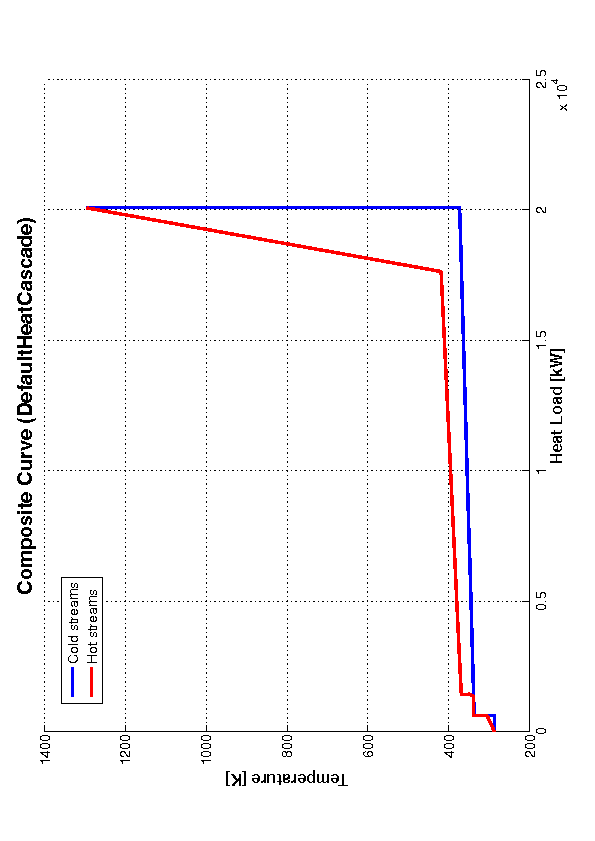 Composite Curve (DefaultHeatCascade)
Cold streams
Hot streams
1400
1200
1000
800
600
400
200
Temperature [K]
0
0.5
1
1.5
2
2.5
x 10^4
Heat Load [kW]